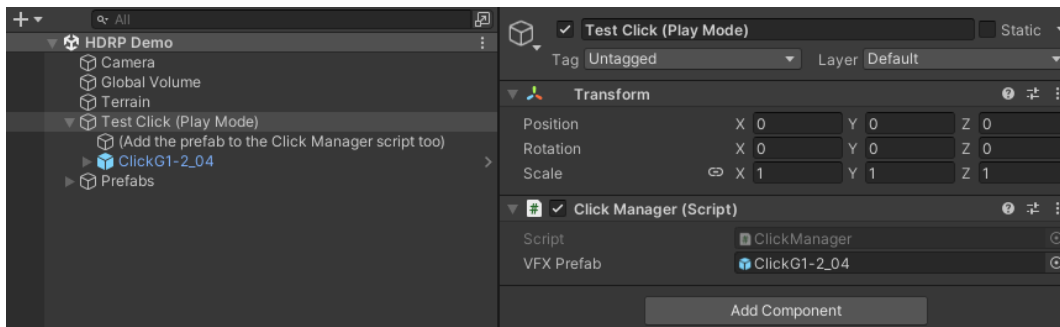 All
HDRP Demo
Camera
Global Volume
Terrain
Test Click (Play Mode)
(Add the prefab to the Click Manager script too)
ClickG1-2_04
Prefabs
Test Click (Play Mode) Static
Tag Untagged Layer Default
Transform
Position X 0 Y 0 Z 0
Rotation X 0 Y 0 Z 0
Scale X 1 Y 1 Z 1
# Click Manager (Script)
Script ClickManager
VFX Prefab ClickG1-2_04
Add Component